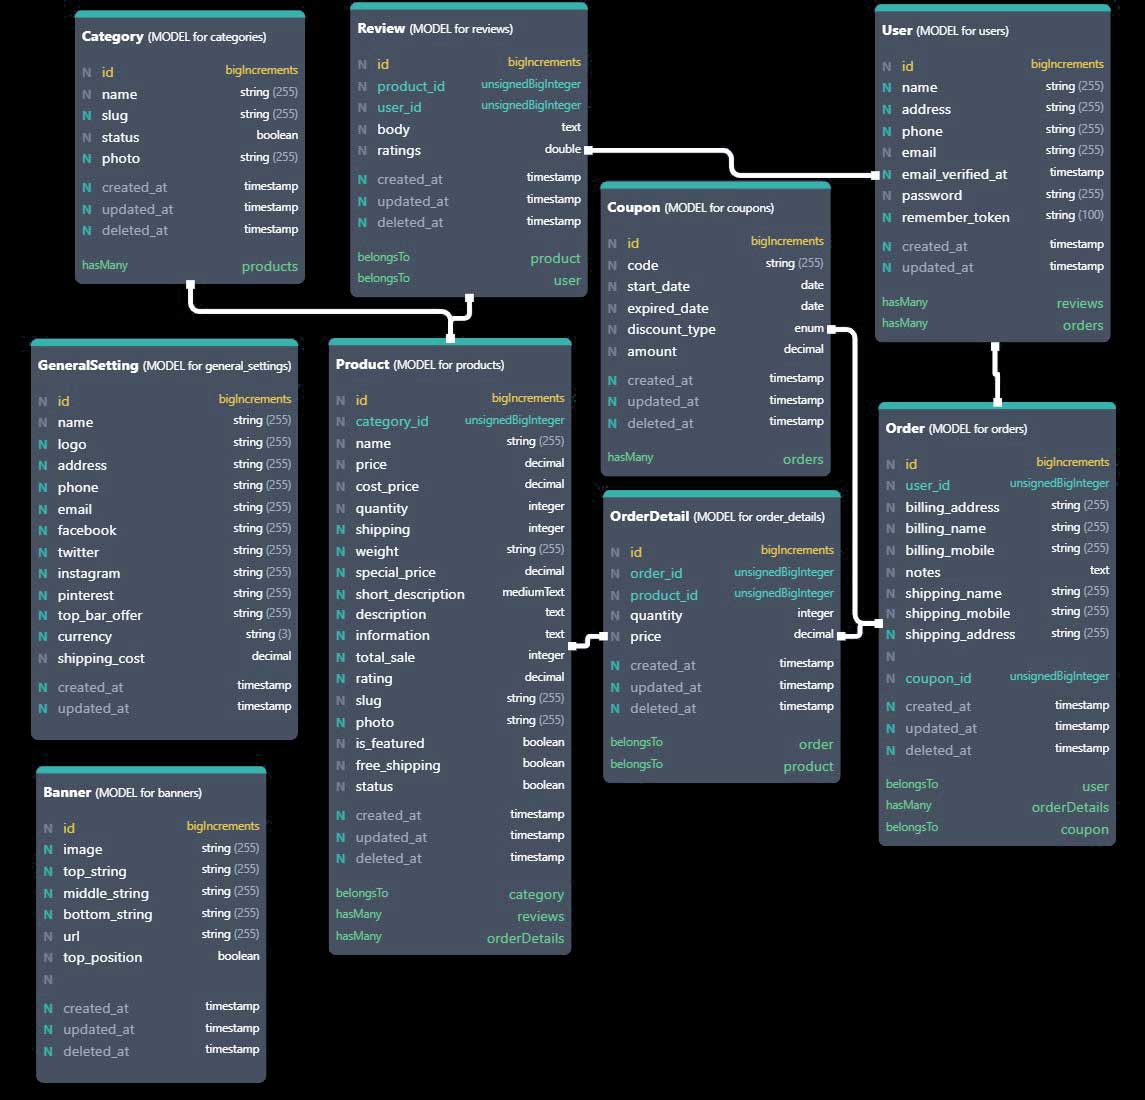 Category (MODEL for categories)
N id bigIncrements
N name string (255)
N slug string (255)
N status boolean
N photo string (255)
N created_at timestamp
N updated_at timestamp
N deleted_at timestamp
hasMany products
Review (MODEL for reviews)
N id bigIncrements
N product_id unsignedBigInteger
N user_id unsignedBigInteger
N body text
N ratings double
N created_at timestamp
N updated_at timestamp
N deleted_at timestamp
belongsTo product
belongsTo user
User (MODEL for users)
N id bigIncrements
N name string (255)
N address string (255)
N phone string (255)
N email string (255)
N email_verified_at timestamp
N password string (255)
N remember_token string (100)
N created_at timestamp
N updated_at timestamp
hasMany reviews
hasMany orders
Coupon (MODEL for coupons)
N id bigIncrements
N code string (255)
N start_date date
N expired_date date
N discount_type enum
N amount decimal
N created_at timestamp
N updated_at timestamp
N deleted_at timestamp
hasMany orders
GeneralSetting (MODEL for general_settings)
N id bigIncrements
N name string (255)
N logo string (255)
N address string (255)
N phone string (255)
N email string (255)
N facebook string (255)
N twitter string (255)
N instagram string (255)
N pinterest string (255)
N top_bar_offer string (255)
N currency string (3)
N shipping_cost decimal
N created_at timestamp
N updated_at timestamp
Product (MODEL for products)
N id bigIncrements
N category_id unsignedBigInteger
N name string (255)
N price decimal
N cost_price decimal
N quantity integer
N shipping integer
N weight string (255)
N special_price decimal
N short_description mediumText
N description text
N information text
N total_sale integer
N rating decimal
N slug string (255)
N photo string (255)
N is_featured boolean
N free_shipping boolean
N status boolean
N created_at timestamp
N updated_at timestamp
N deleted_at timestamp
belongsTo category
hasMany reviews
hasMany orderDetails
OrderDetail (MODEL for order_details)
N id bigIncrements
N order_id unsignedBigInteger
N product_id unsignedBigInteger
N quantity integer
N price decimal
N created_at timestamp
N updated_at timestamp
N deleted_at timestamp
belongsTo order
belongsTo product
Order (MODEL for orders)
N id bigIncrements
N user_id unsignedBigInteger
N billing_address string (255)
N billing_name string (255)
N billing_mobile string (255)
N notes text
N shipping_name string (255)
N shipping_mobile string (255)
N shipping_address string (255)
N
N coupon_id unsignedBigInteger
N created_at timestamp
N updated_at timestamp
N deleted_at timestamp
belongsTo user
hasMany orderDetails
belongsTo coupon
Banner (MODEL for banners)
N id bigIncrements
N image string (255)
N top_string string (255)
N middle_string string (255)
N bottom_string string (255)
N url string (255)
N top_position boolean
N
N created_at timestamp
N updated_at timestamp
N deleted_at timestamp